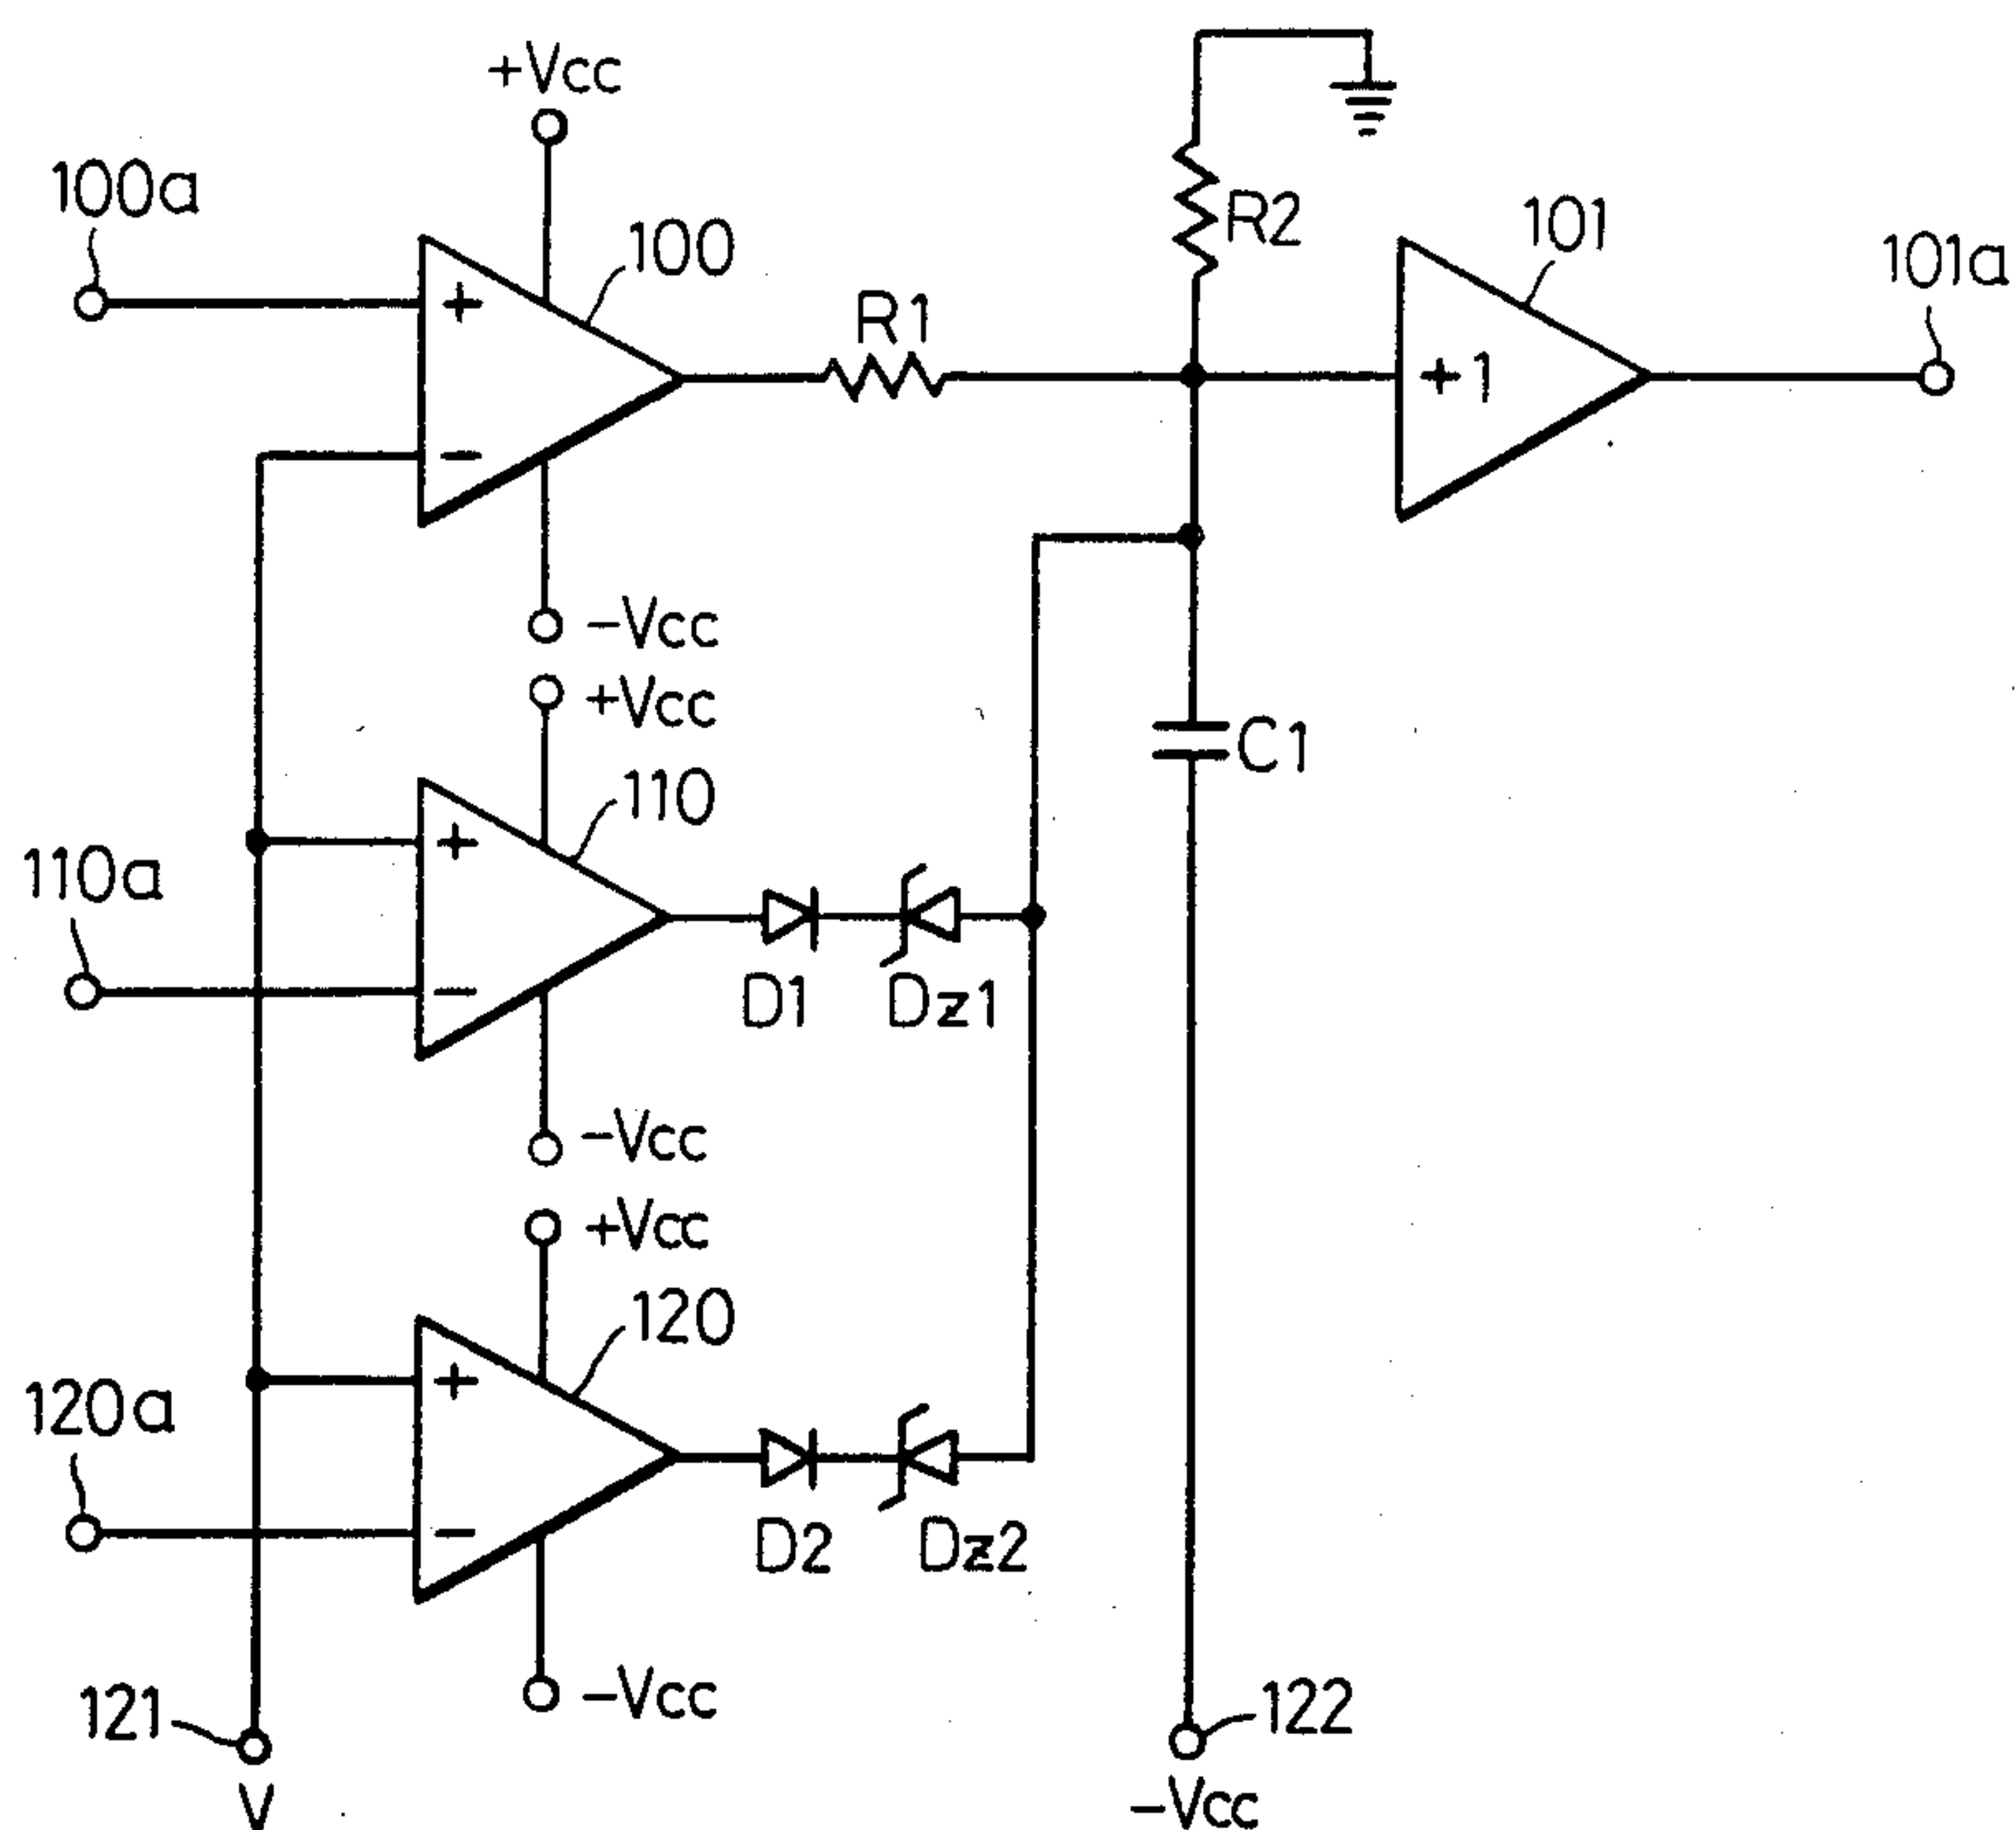 +Vcc
100a
100
R2
101
101a
R1
+
-
+1
-Vcc
+Vcc
110
C1
110a
+
-
D1
Dz1
-Vcc
+Vcc
120
120a
+
-
D2
Dz2
-Vcc
121
122
V
-Vcc